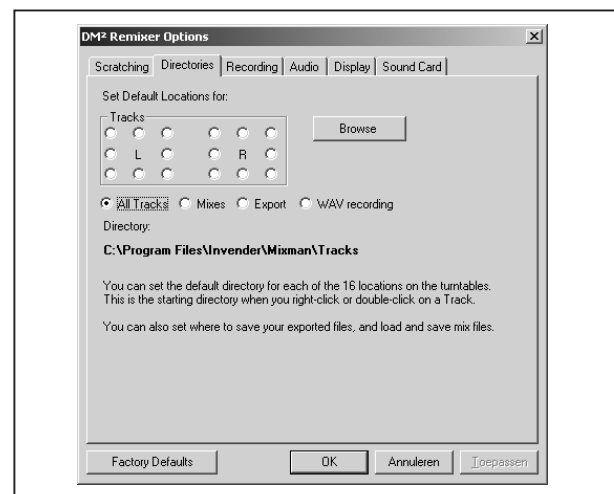 DM² Remixer Options
Scratching Directories Recording Audio Display Sound Card
Set Default Locations for:
Tracks
Browse
L R
All Tracks Mixes Export WAV recording
Directory:
C:\Program Files\Invender\Mixman\Tracks
You can set the default directory for each of the 16 locations on the turntables.
This is the starting directory when you right-click or double-click on a Track.
You can also set where to save your exported files, and load and save mix files.
Factory Defaults OK Annuleren Toepassen